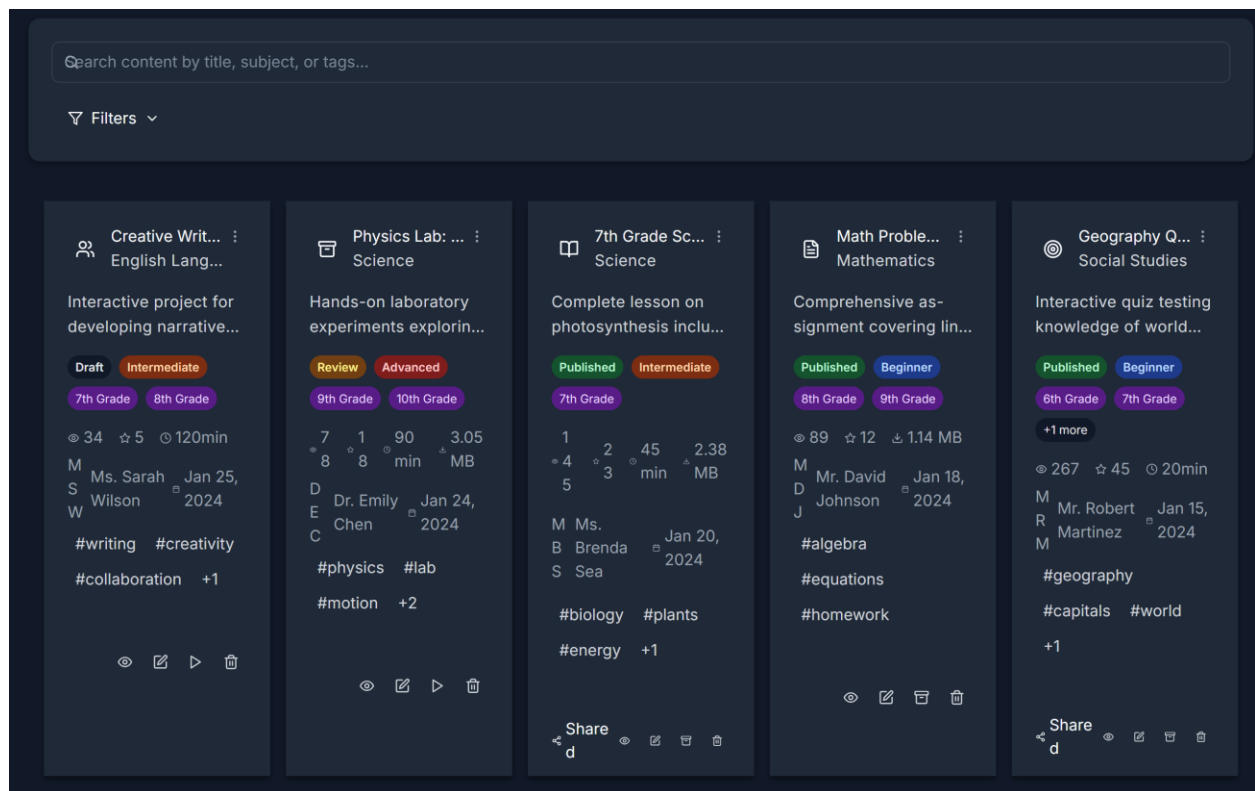 Search content by title, subject, or tags...
Filters
Creative Writ...
English Lang...
Interactive project for
developing narrative...
Draft Intermediate
7th Grade 8th Grade
34 5 120min
M
S
W
Ms. Sarah
Wilson
Jan 25,
2024
#writing #creativity
#collaboration +1
Physics Lab: ...
Science
Hands-on laboratory
experiments explorin...
Review Advanced
9th Grade 10th Grade
7
8
1
8
90
min
3.05
MB
D
E
C
Dr. Emily
Chen
Jan 24,
2024
#physics #lab
#motion +2
7th Grade Sc...
Science
Complete lesson on
photosynthesis inclu...
Published Intermediate
7th Grade
1
4
5
2
3
45
min
2.38
MB
M
B
S
Ms.
Brenda
Sea
Jan 20,
2024
#biology #plants
#energy +1
Share
d
Math Proble...
Mathematics
Comprehensive as-
signment covering lin...
Published Beginner
8th Grade 9th Grade
89 12 1.14 MB
M
D
J
Mr. David
Johnson
Jan 18,
2024
#algebra
#equations
#homework
Geography Q...
Social Studies
Interactive quiz testing
knowledge of world...
Published Beginner
6th Grade 7th Grade
+1 more
267 45 20min
M
R
M
Mr. Robert
Martinez
Jan 15,
2024
#geography
#capitals #world
+1
Share
d